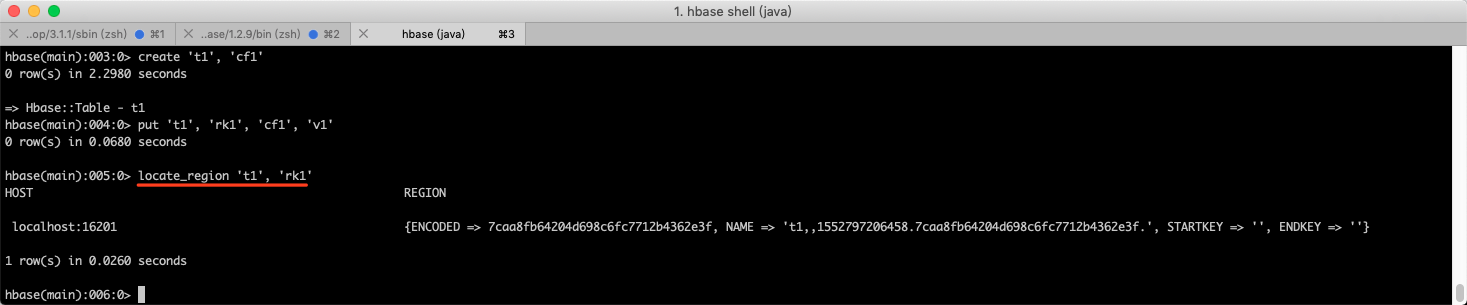 1. hbase shell (java)
..op/3.1.1/sbin (zsh) ⌘1 ..ase/1.2.9/bin (zsh) ⌘2 hbase (java) ⌘3
hbase(main):003:0> create 't1', 'cf1'
0 row(s) in 2.2980 seconds
=> Hbase::Table - t1
hbase(main):004:0> put 't1', 'rk1', 'cf1', 'v1'
0 row(s) in 0.0680 seconds
hbase(main):005:0> locate_region 't1', 'rk1'
HOST REGION
localhost:16201 {ENCODED => 7caa8fb64204d698c6fc7712b4362e3f, NAME => 't1,,1552797206458.7caa8fb64204d698c6fc7712b4362e3f.', STARTKEY => '', ENDKEY => ''}
1 row(s) in 0.0260 seconds
hbase(main):006:0>